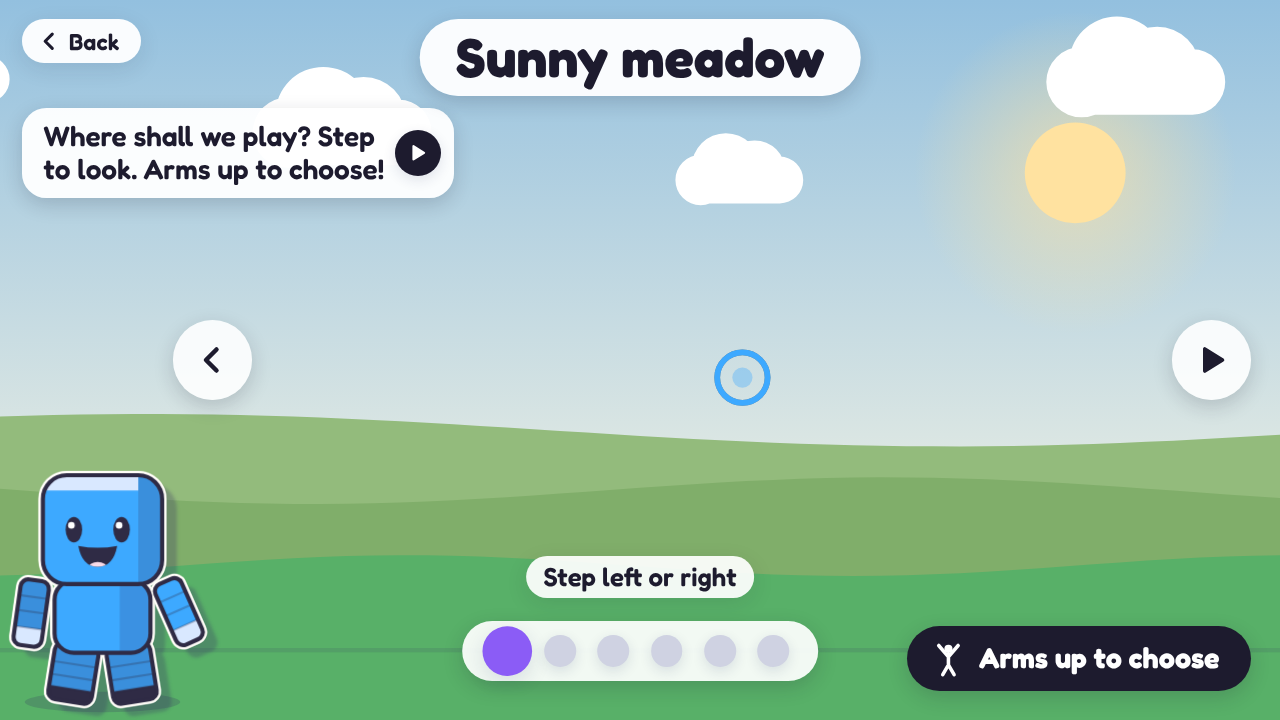 Back
Sunny meadow
Where shall we play? Step
to look. Arms up to choose!
Step left or right
Arms up to choose